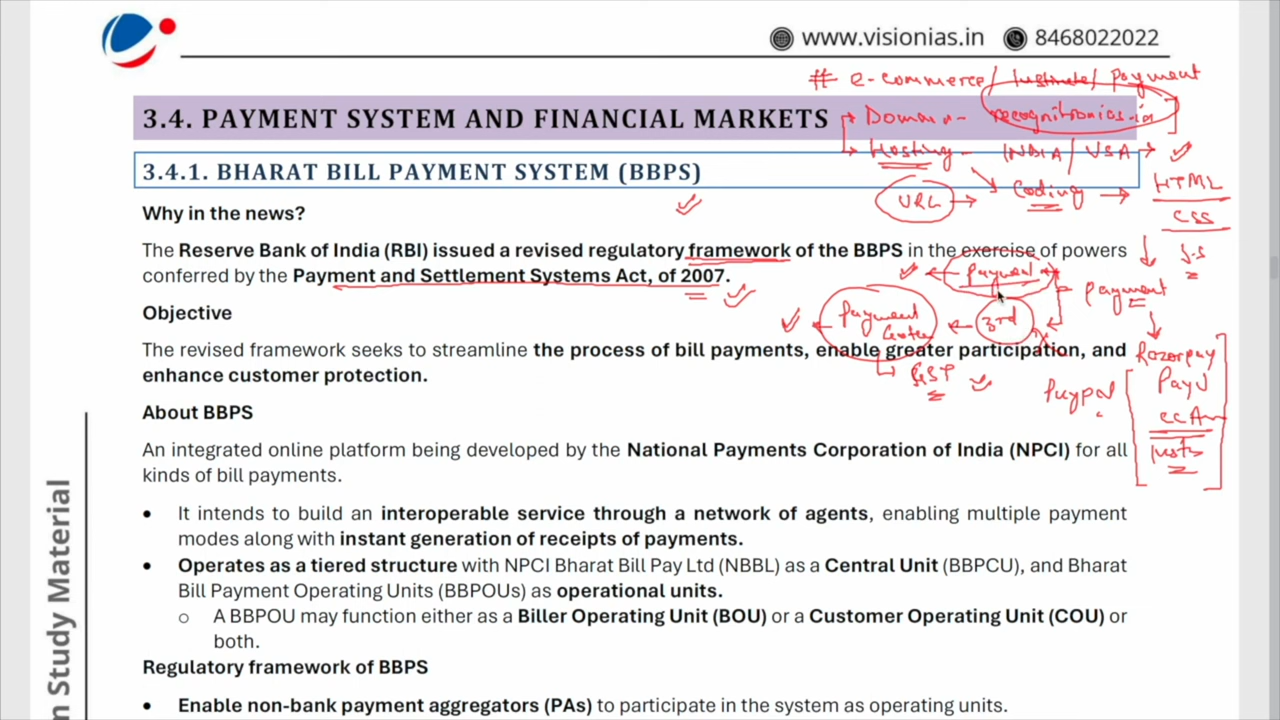 www.visionias.in 8468022022
# e-commerce / Institute / Payment
3.4. PAYMENT SYSTEM AND FINANCIAL MARKETS
Domain - recognitionias.in
Hosting - INDIA / USA
3.4.1. BHARAT BILL PAYMENT SYSTEM (BBPS)
URL → Coding → HTML
CSS
J.S
Why in the news?
The Reserve Bank of India (RBI) issued a revised regulatory framework of the BBPS in the exercise of powers
conferred by the Payment and Settlement Systems Act, of 2007.
Payment
Payment
Objective
Payment
3rd
The revised framework seeks to streamline the process of bill payments, enable greater participation, and
enhance customer protection.
Razorpay
PayU
Paypal
About BBPS
An integrated online platform being developed by the National Payments Corporation of India (NPCI) for all
kinds of bill payments.
• It intends to build an interoperable service through a network of agents, enabling multiple payment
modes along with instant generation of receipts of payments.
• Operates as a tiered structure with NPCI Bharat Bill Pay Ltd (NBBL) as a Central Unit (BBPCU), and Bharat
Bill Payment Operating Units (BBPOUs) as operational units.
o A BBPOU may function either as a Biller Operating Unit (BOU) or a Customer Operating Unit (COU) or
both.
Regulatory framework of BBPS
• Enable non-bank payment aggregators (PAs) to participate in the system as operating units.
n Study Material